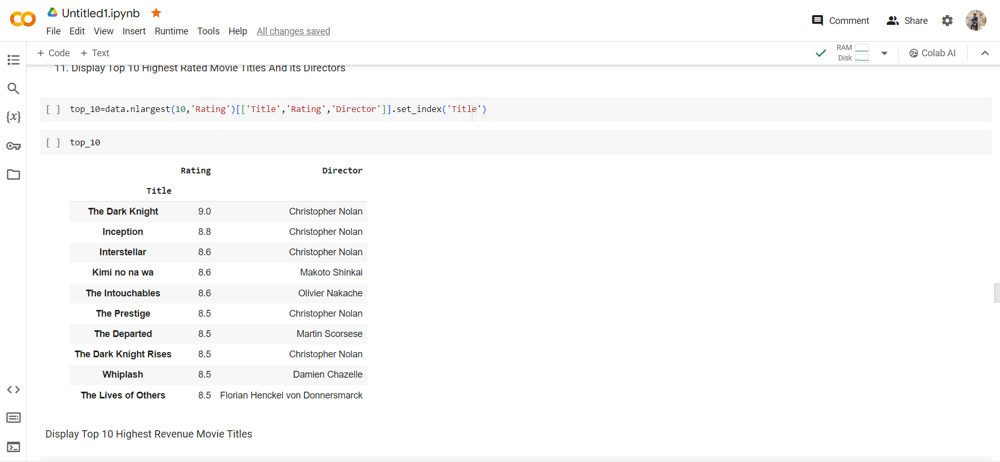 Untitled1.ipynb
File Edit View Insert Runtime Tools Help All changes saved
Comment Share
+ Code + Text
RAM
Disk
Colab AI
11. Display Top 10 Highest Rated Movie Titles And its Directors
[ ] top_10=data.nlargest(10,'Rating')[['Title','Rating','Director']].set_index('Title')
[ ] top_10
Rating Director
Title
The Dark Knight 9.0 Christopher Nolan
Inception 8.8 Christopher Nolan
Interstellar 8.6 Christopher Nolan
Kimi no na wa 8.6 Makoto Shinkai
The Intouchables 8.6 Olivier Nakache
The Prestige 8.5 Christopher Nolan
The Departed 8.5 Martin Scorsese
The Dark Knight Rises 8.5 Christopher Nolan
Whiplash 8.5 Damien Chazelle
The Lives of Others 8.5 Florian Henckel von Donnersmarck
Display Top 10 Highest Revenue Movie Titles